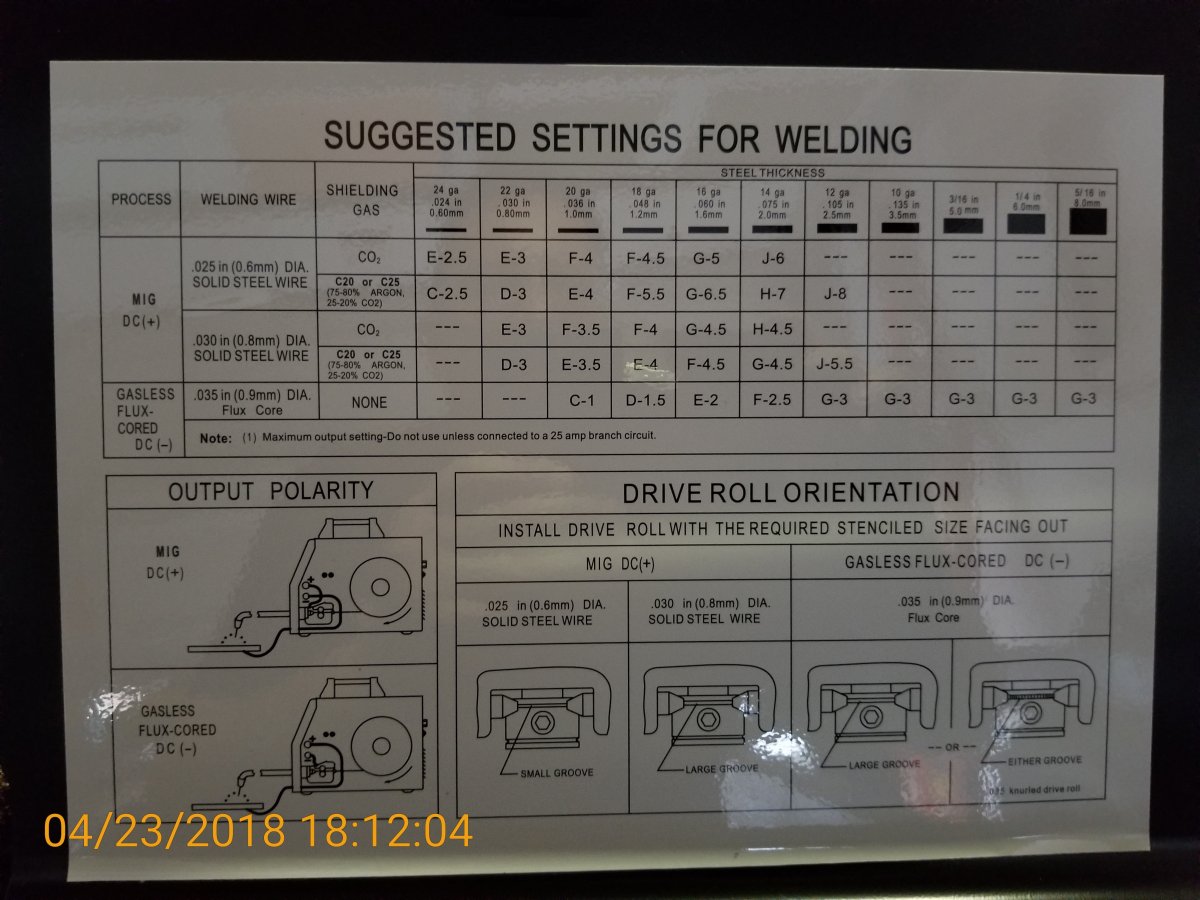 SUGGESTED SETTINGS FOR WELDING
PROCESS WELDING WIRE SHIELDING GAS STEEL THICKNESS
24 ga .024 in 0.60mm
22 ga .030 in 0.80mm
20 ga .036 in 1.0mm
18 ga .048 in 1.2mm
16 ga .060 in 1.6mm
14 ga .075 in 2.0mm
12 ga .105 in 2.5mm
10 ga .135 in 3.5mm
3/16 in 5.0 mm
1/4 in 6.0mm
5/16 in 8.0mm
MIG
DC(+)
.025 in (0.6mm) DIA.
SOLID STEEL WIRE
CO₂ E-2.5 E-3 F-4 F-4.5 G-5 J-6 --- --- --- --- ---
C20 or C25
(75-80% ARGON,
25-20% CO2)
C-2.5 D-3 E-4 F-5.5 G-6.5 H-7 J-8 --- --- --- ---
.030 in (0.8mm) DIA.
SOLID STEEL WIRE
CO₂ --- E-3 F-3.5 F-4 G-4.5 H-4.5 --- --- --- --- ---
C20 or C25
(75-80% ARGON,
25-20% CO2)
--- D-3 E-3.5 E-4 F-4.5 G-4.5 J-5.5 --- --- --- ---
GASLESS
FLUX-
CORED
DC (–)
.035 in (0.9mm) DIA.
Flux Core
NONE --- --- C-1 D-1.5 E-2 F-2.5 G-3 G-3 G-3 G-3 G-3
Note: (1) Maximum output setting-Do not use unless connected to a 25 amp branch circuit.
OUTPUT POLARITY
MIG
DC(+)
+
GASLESS
FLUX-CORED
DC (–)
+
DRIVE ROLL ORIENTATION
INSTALL DRIVE ROLL WITH THE REQUIRED STENCILED SIZE FACING OUT
MIG DC(+) GASLESS FLUX-CORED DC (–)
.025 in (0.6mm) DIA.
SOLID STEEL WIRE
.030 in (0.8mm) DIA.
SOLID STEEL WIRE
.035 in (0.9mm) DIA.
Flux Core
SMALL GROOVE
LARGE GROOVE
LARGE GROOVE
-- OR --
EITHER GROOVE
knurled drive roll
04/23/2018 18:12:04